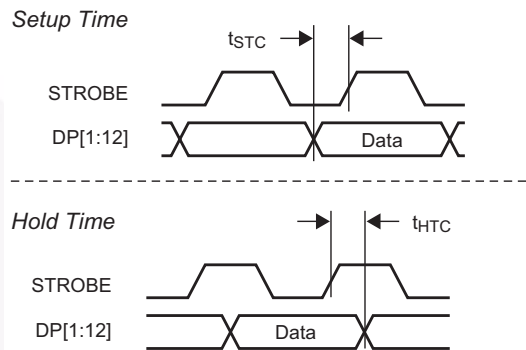 Setup Time
tSTC
STROBE
DP[1:12]
Data
Hold Time
tHTC
STROBE
DP[1:12]
Data